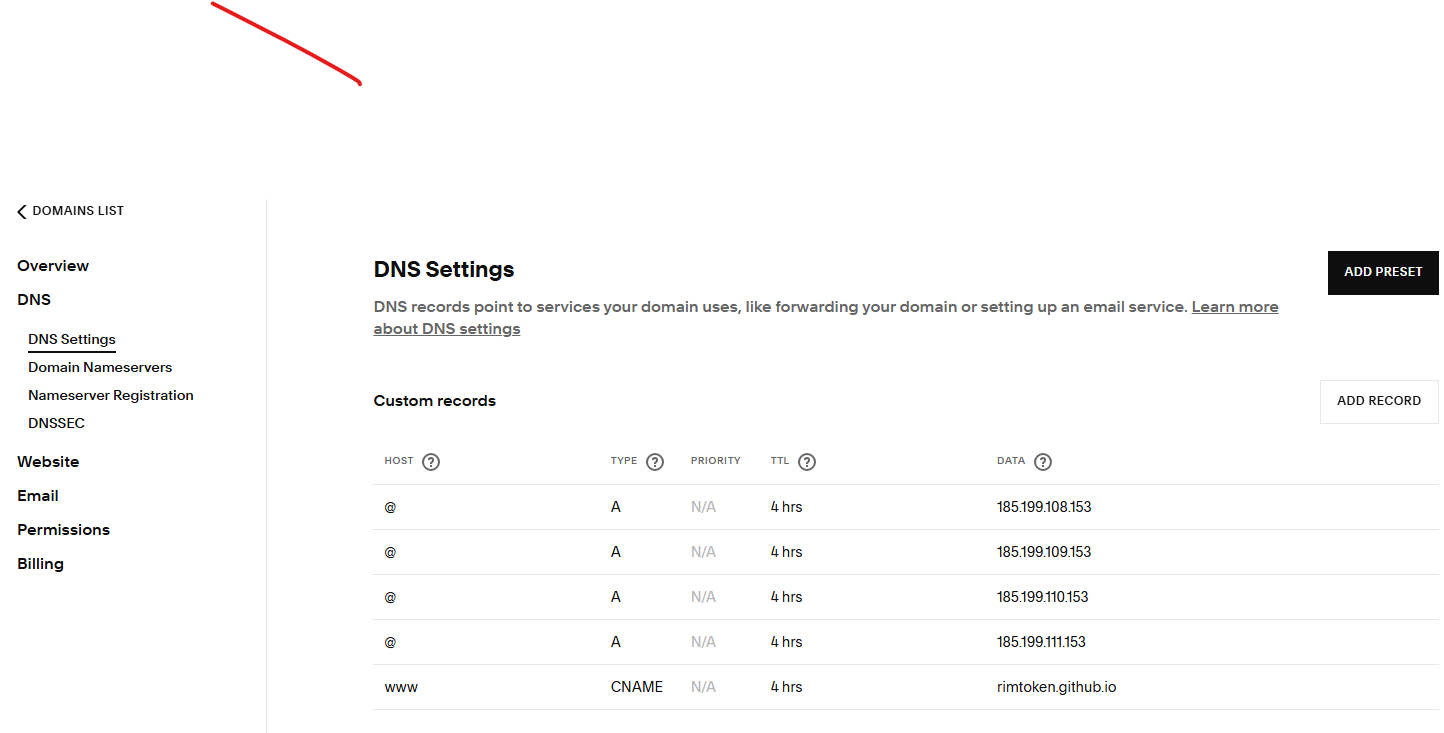 DOMAINS LIST
Overview
DNS
DNS Settings
Domain Nameservers
Nameserver Registration
DNSSEC
Website
Email
Permissions
Billing
DNS Settings
ADD PRESET
DNS records point to services your domain uses, like forwarding your domain or setting up an email service. Learn more
about DNS settings
Custom records
ADD RECORD
HOST ? TYPE ? PRIORITY TTL ? DATA ?
@ A N/A 4 hrs 185.199.108.153
@ A N/A 4 hrs 185.199.109.153
@ A N/A 4 hrs 185.199.110.153
@ A N/A 4 hrs 185.199.111.153
www CNAME N/A 4 hrs rimtoken.github.io